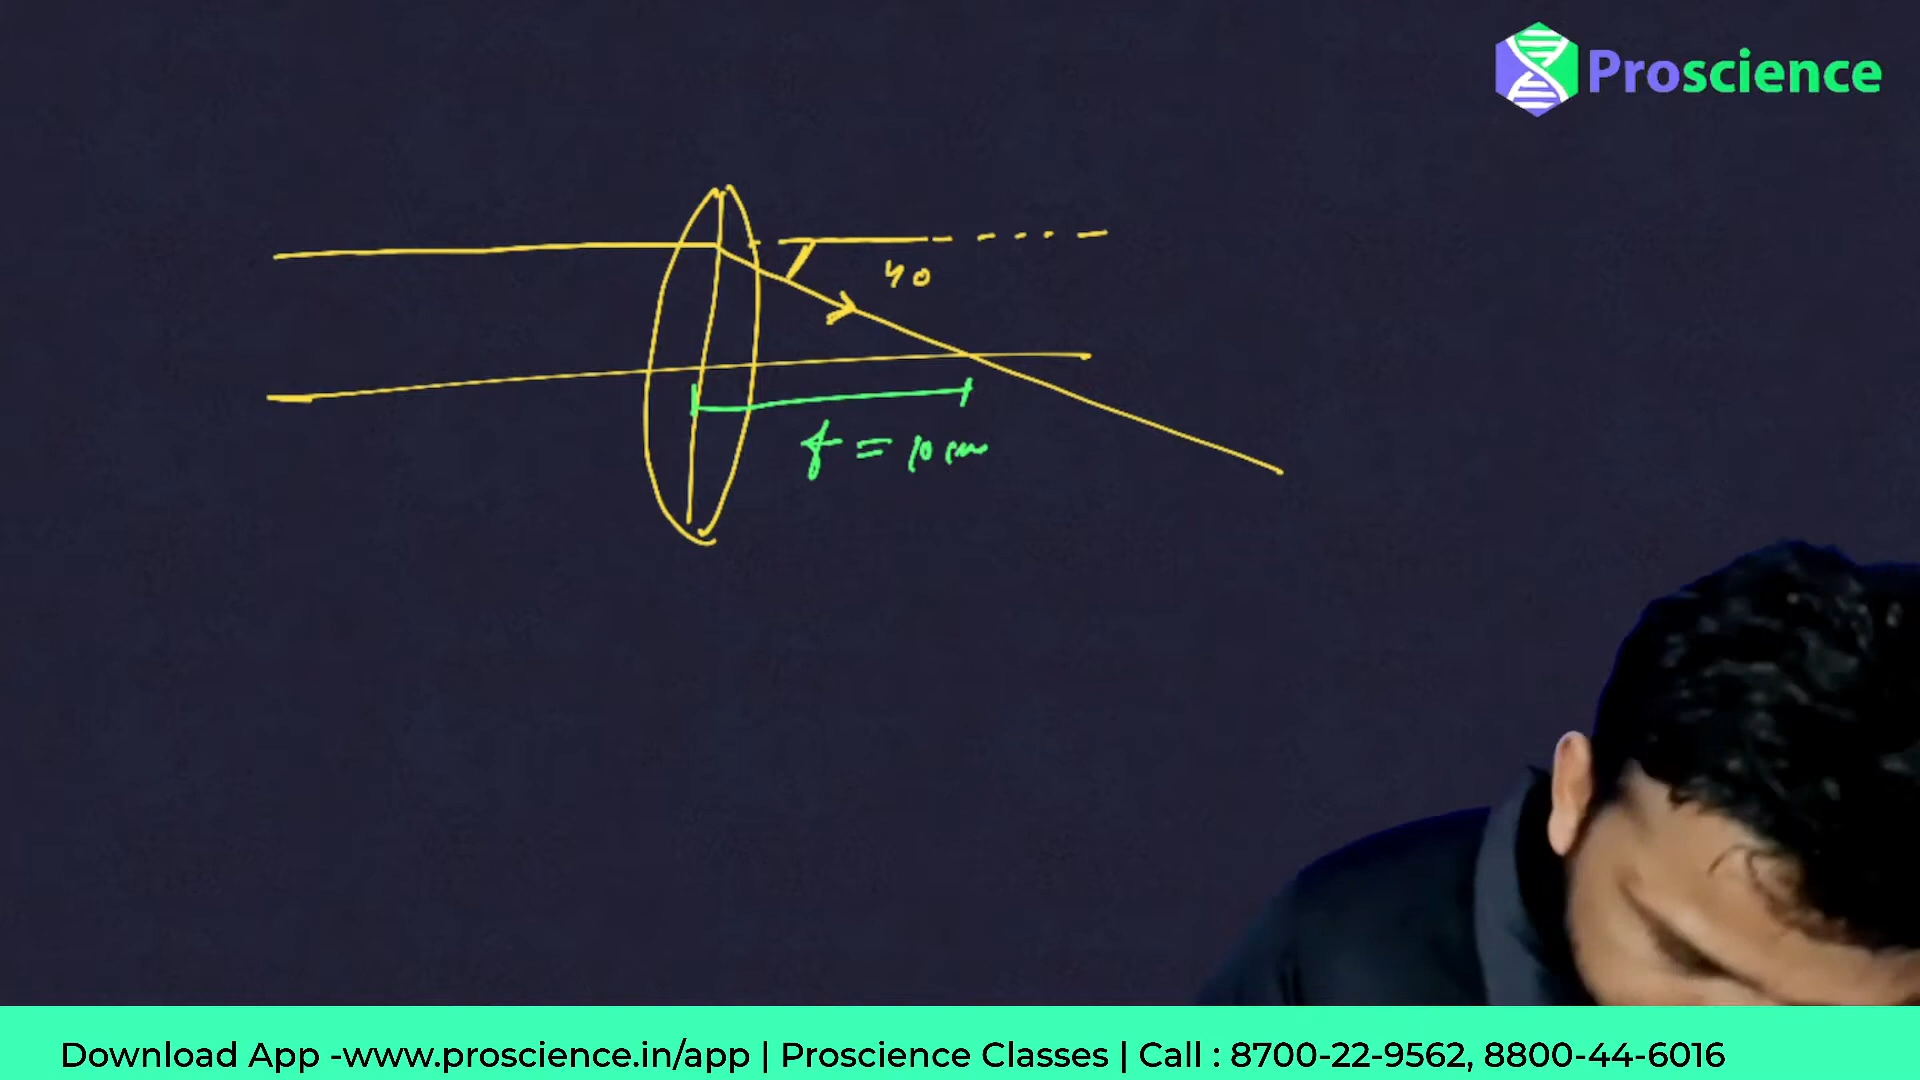 Proscience
40
f = 10 cm
Download App -www.proscience.in/app | Proscience Classes | Call : 8700-22-9562, 8800-44-6016